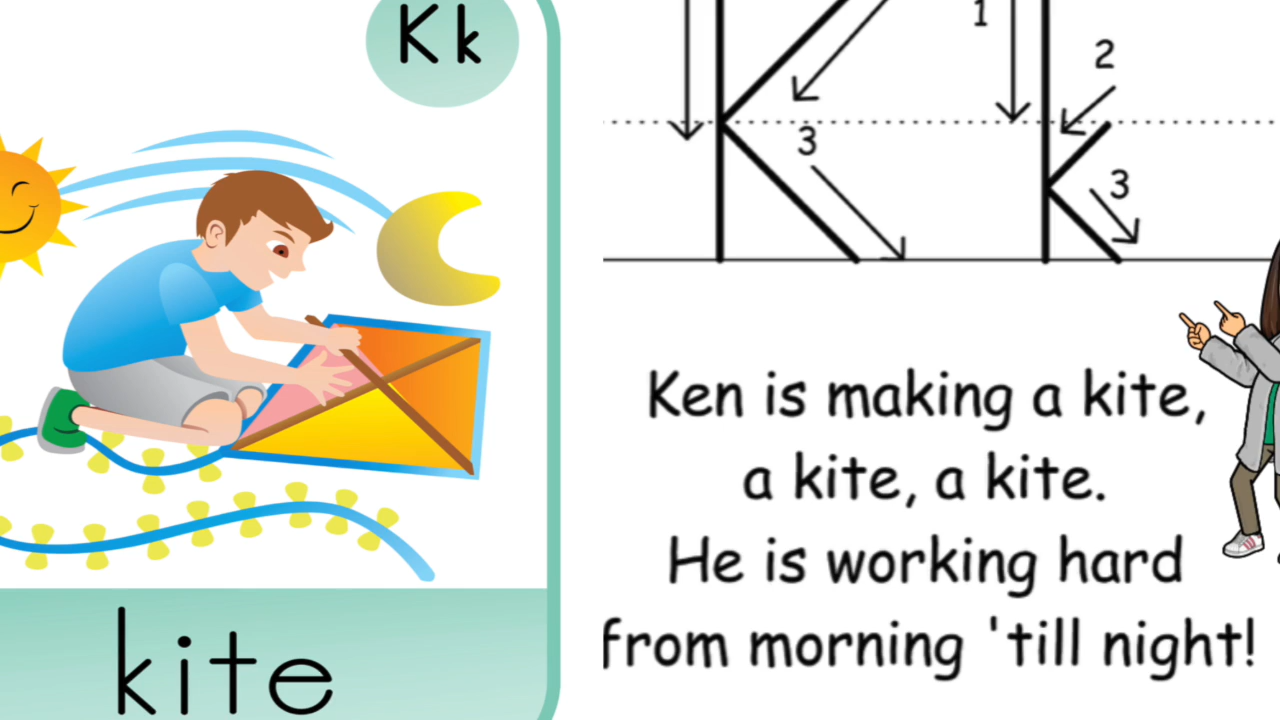 Kk
kite
1
2
3
3
Ken is making a kite,
a kite, a kite.
He is working hard
from morning 'till night!